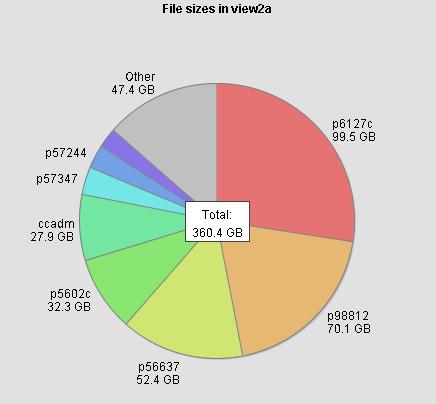 File sizes in view2a
Other
47.4 GB
p6127c
99.5 GB
p57244
p57347
ccadm
27.9 GB
Total:
360.4 GB
p5602c
32.3 GB
p98812
70.1 GB
p56637
52.4 GB